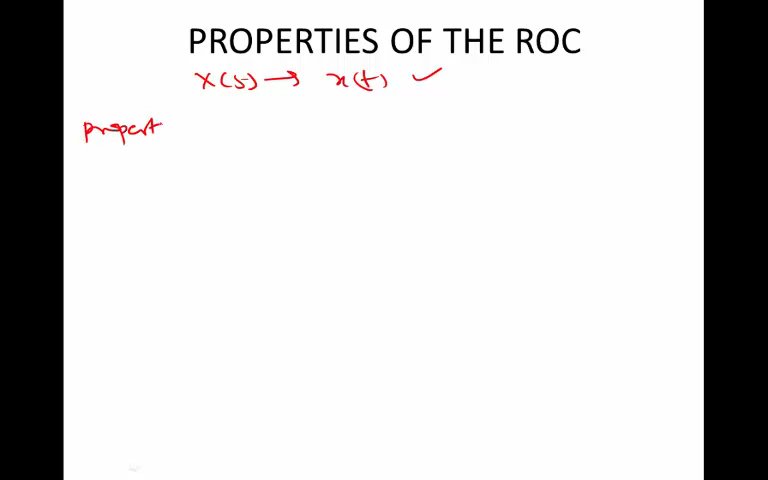 PROPERTIES OF THE ROC
X(s) → x(t) ✓
propert